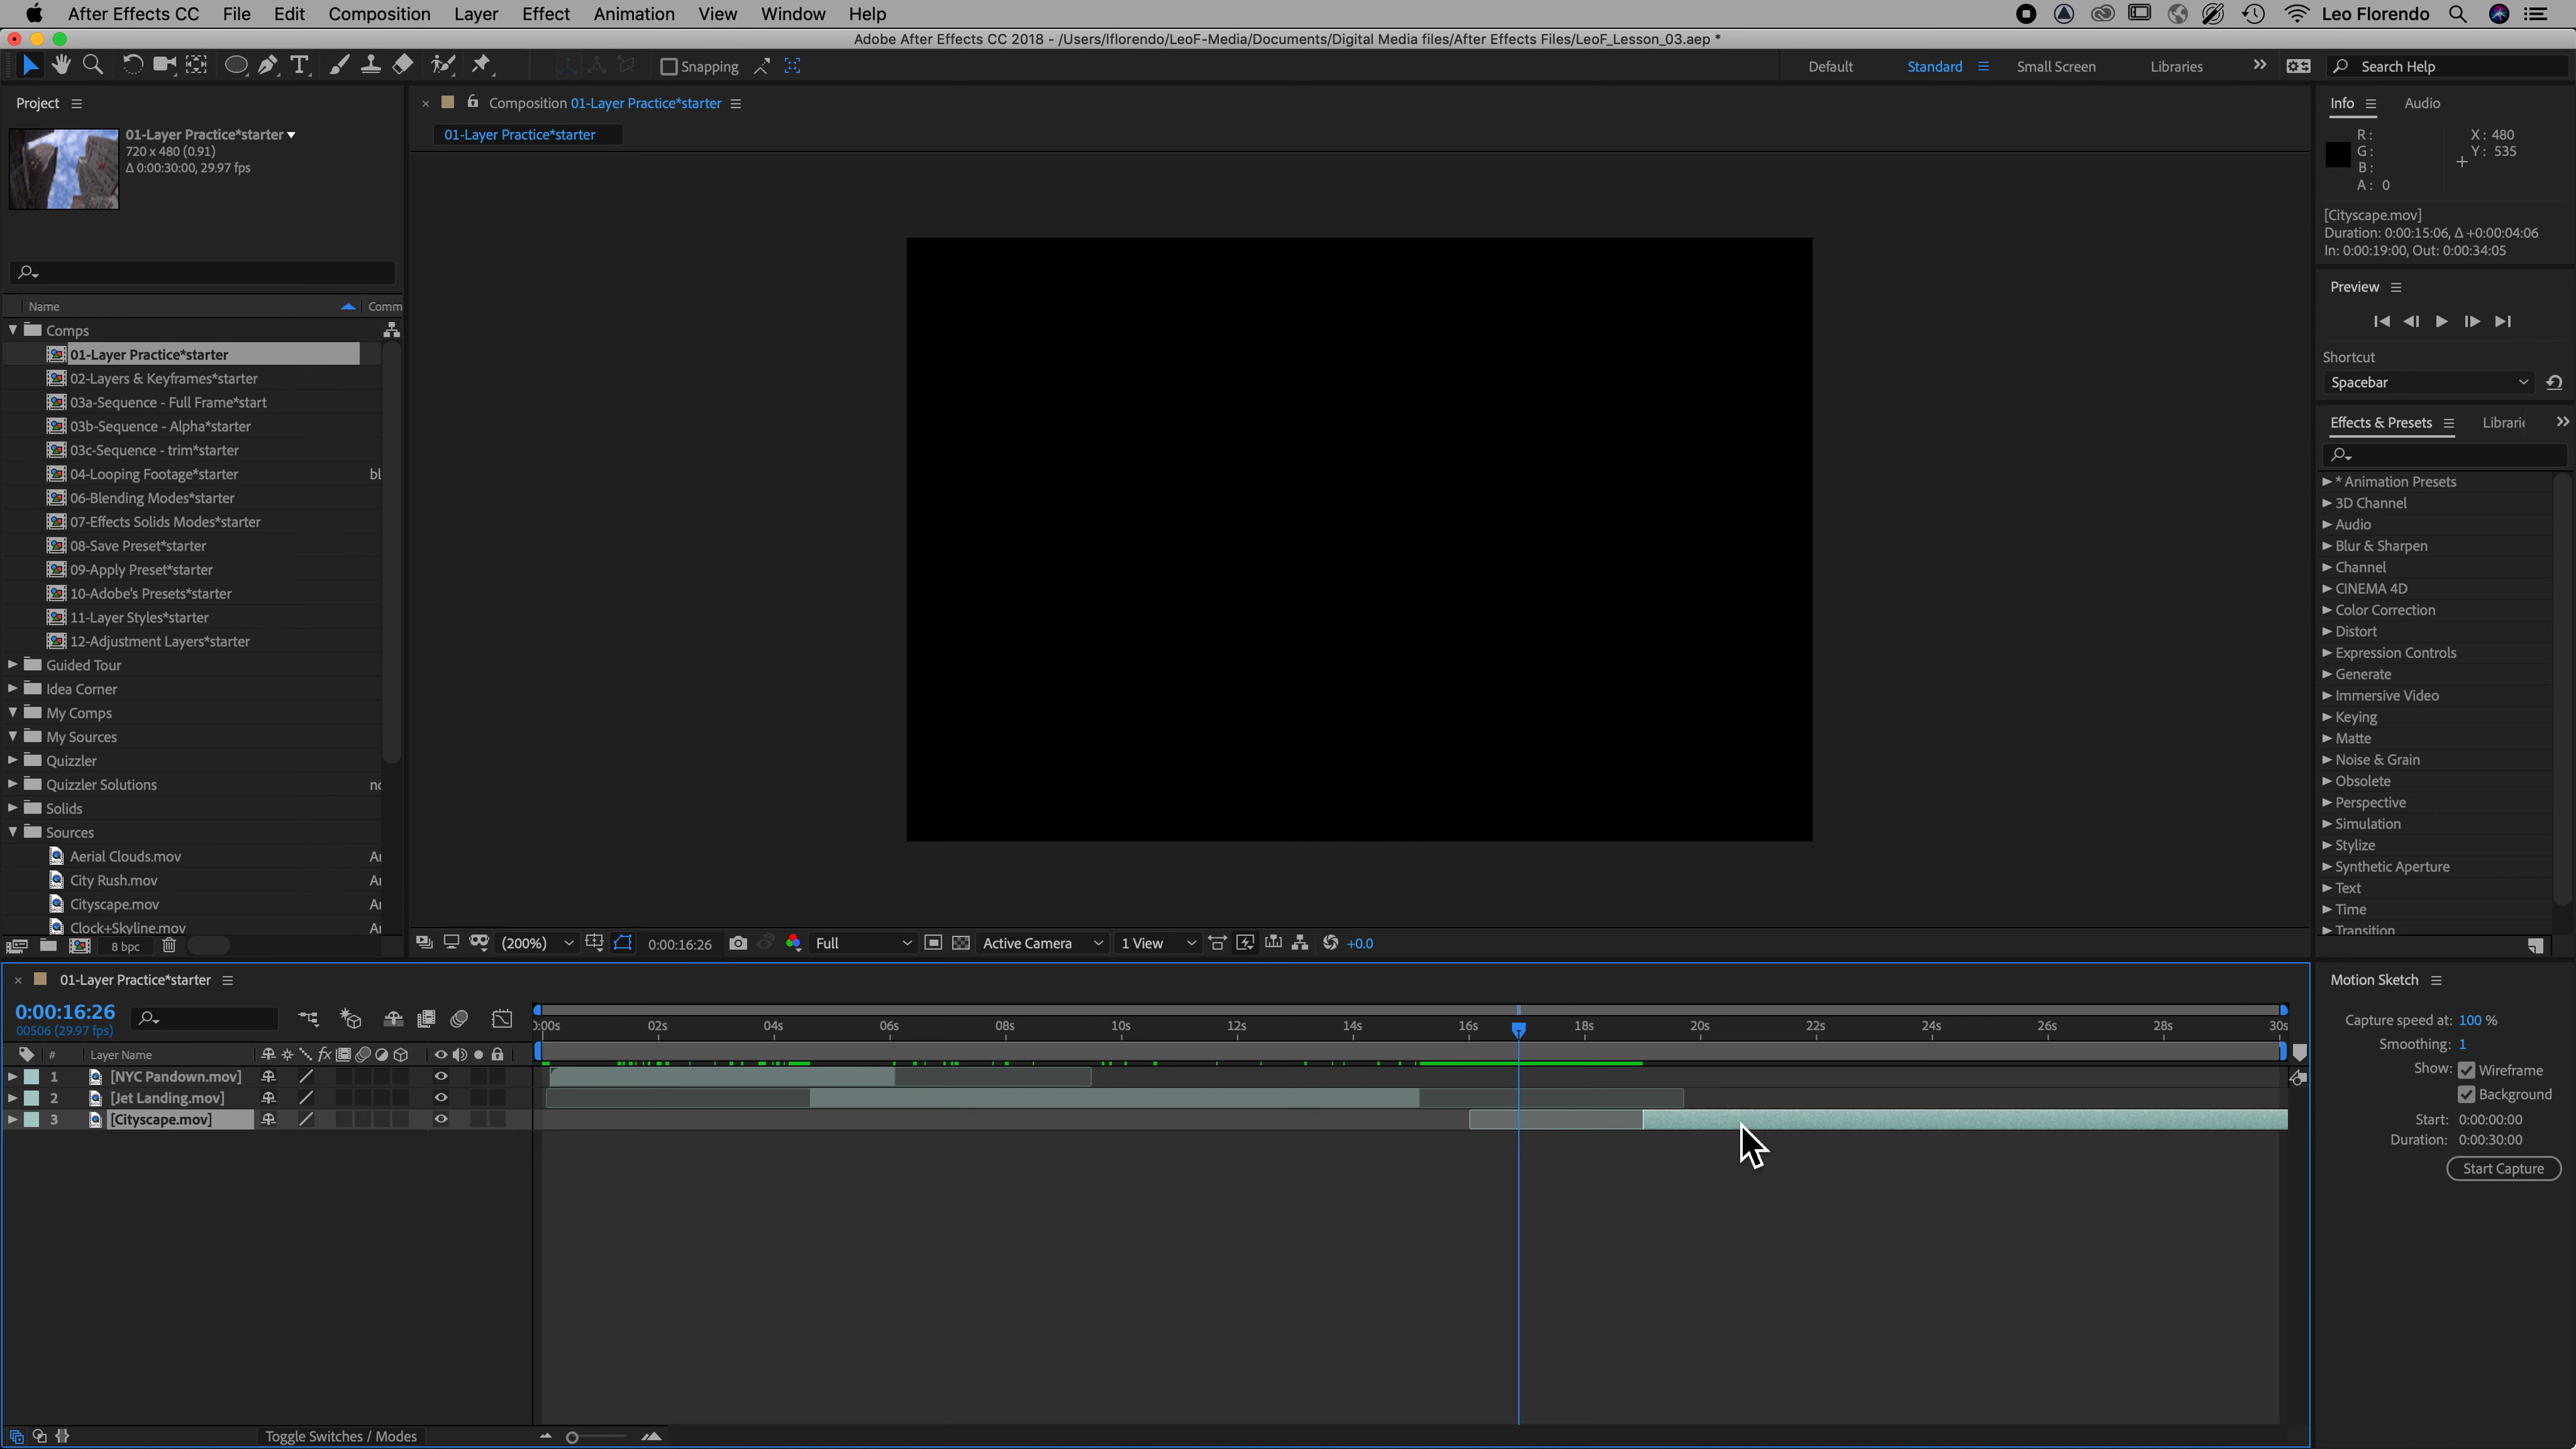 After Effects CC File Edit Composition Layer Effect Animation View Window Help Leo Florendo
Adobe After Effects CC 2018 - /Users/lflorendo/LeoF-Media/Documents/Digital Media files/After Effects Files/LeoF_Lesson_03.aep *
Snapping Default Standard Small Screen Libraries Search Help
Project
01-Layer Practice*starter
720 x 480 (0.91)
Δ 0:00:30:00, 29.97 fps
Name Comm
Comps
01-Layer Practice*starter
02-Layers & Keyframes*starter
03a-Sequence - Full Frame*start
03b-Sequence - Alpha*starter
03c-Sequence - trim*starter
04-Looping Footage*starter bl
06-Blending Modes*starter
07-Effects Solids Modes*starter
08-Save Preset*starter
09-Apply Preset*starter
10-Adobe's Presets*starter
11-Layer Styles*starter
12-Adjustment Layers*starter
Guided Tour
Idea Corner
My Comps
My Sources
Quizzler
Quizzler Solutions
Solids
Sources
Aerial Clouds.mov
City Rush.mov
Cityscape.mov
Clock+Skyline.mov
8 bpc
Composition 01-Layer Practice*starter
01-Layer Practice*starter
(200%) 0:00:16:26 Full Active Camera 1 View +0.0
Info Audio
R: X: 480
G: Y: 535
B:
A: 0
[Cityscape.mov]
Duration: 0:00:15:06, Δ +0:00:04:06
In: 0:00:19:00, Out: 0:00:34:05
Preview
Shortcut
Spacebar
Effects & Presets Librari
* Animation Presets
3D Channel
Audio
Blur & Sharpen
Channel
CINEMA 4D
Color Correction
Distort
Expression Controls
Generate
Immersive Video
Keying
Matte
Noise & Grain
Obsolete
Perspective
Simulation
Stylize
Synthetic Aperture
Text
Time
Transition
01-Layer Practice*starter
0:00:16:26
00506 (29.97 fps)
:00s 02s 04s 06s 08s 10s 12s 14s 16s 18s 20s 22s 24s 26s 28s 30s
# Layer Name
1 [NYC Pandown.mov]
2 [Jet Landing.mov]
3 [Cityscape.mov]
Toggle Switches / Modes
Motion Sketch
Capture speed at: 100 %
Smoothing: 1
Show: Wireframe
Background
Start: 0:00:00:00
Duration: 0:00:30:00
Start Capture